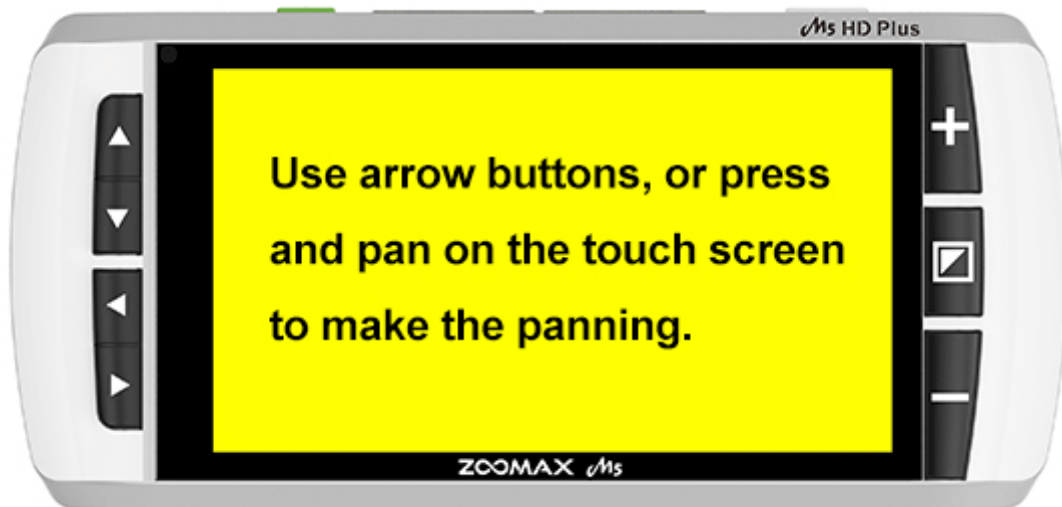 M5 HD Plus
Use arrow buttons, or press
and pan on the touch screen
to make the panning.
ZOOMAX M5